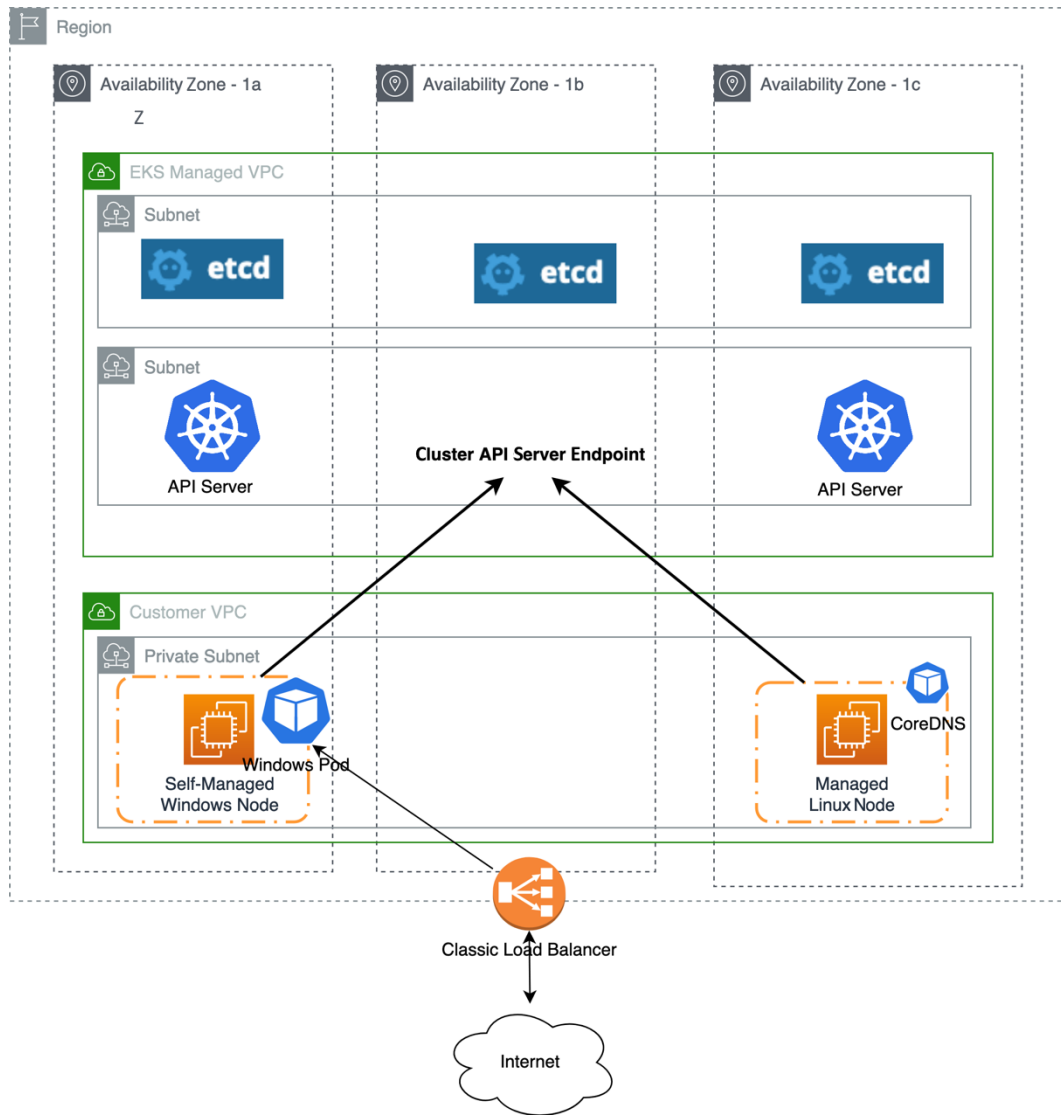 Region
Availability Zone - 1a
Availability Zone - 1b
Availability Zone - 1c
Z
EKS Managed VPC
Subnet
etcd
etcd
etcd
Subnet
API Server
Cluster API Server Endpoint
API Server
Customer VPC
Private Subnet
Windows Pod
Self-Managed
Windows Node
CoreDNS
Managed
Linux Node
Classic Load Balancer
Internet